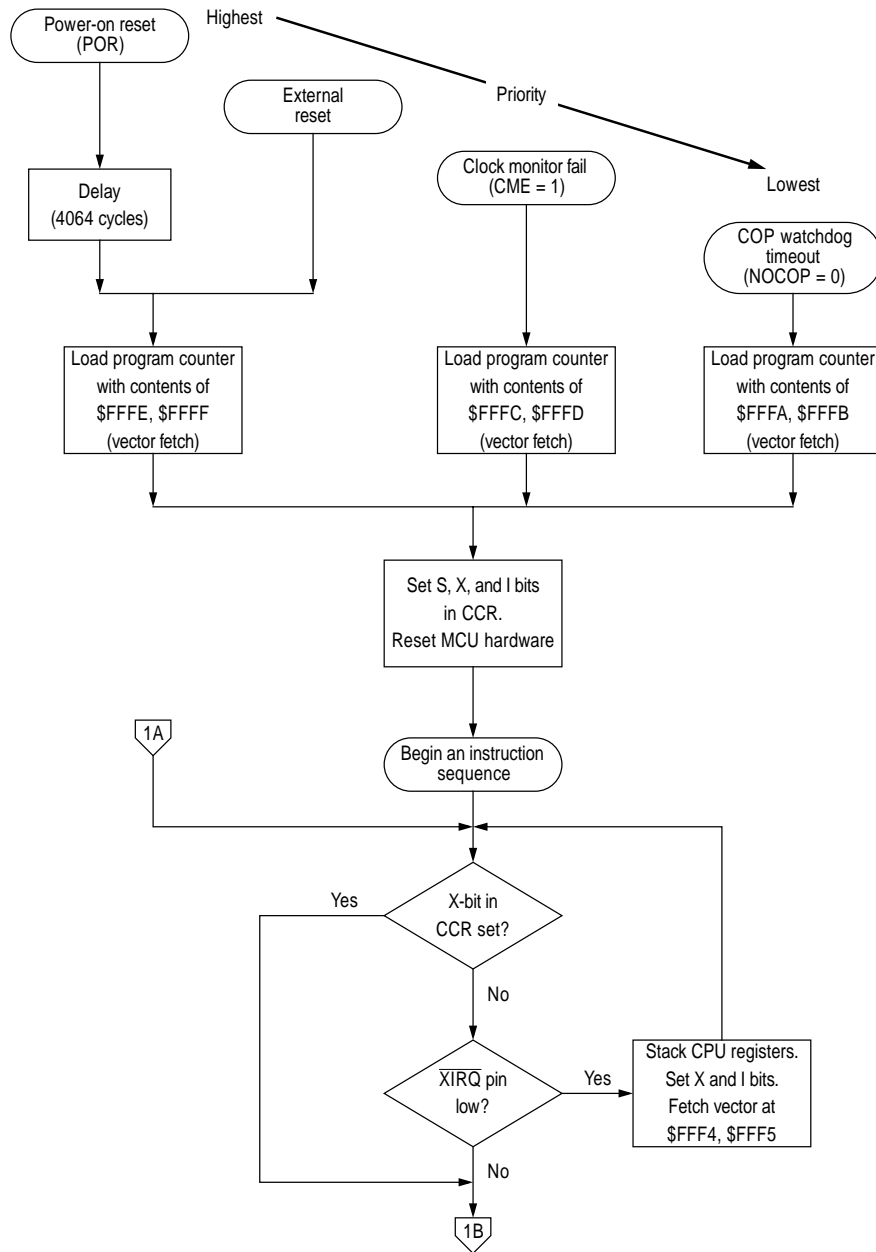 Power-on reset
(POR)
Highest
External
reset
Priority
Delay
(4064 cycles)
Clock monitor fail
(CME = 1)
Lowest
COP watchdog
timeout
(NOCOP = 0)
Load program counter
with contents of
$FFFE, $FFFF
(vector fetch)
Load program counter
with contents of
$FFFC, $FFFD
(vector fetch)
Load program counter
with contents of
$FFFA, $FFFB
(vector fetch)
Set S, X, and I bits
in CCR.
Reset MCU hardware
1A
Begin an instruction
sequence
Yes
X-bit in
CCR set?
No
XIRQ pin
low?
Yes
Stack CPU registers.
Set X and I bits.
Fetch vector at
$FFF4, $FFF5
No
1B